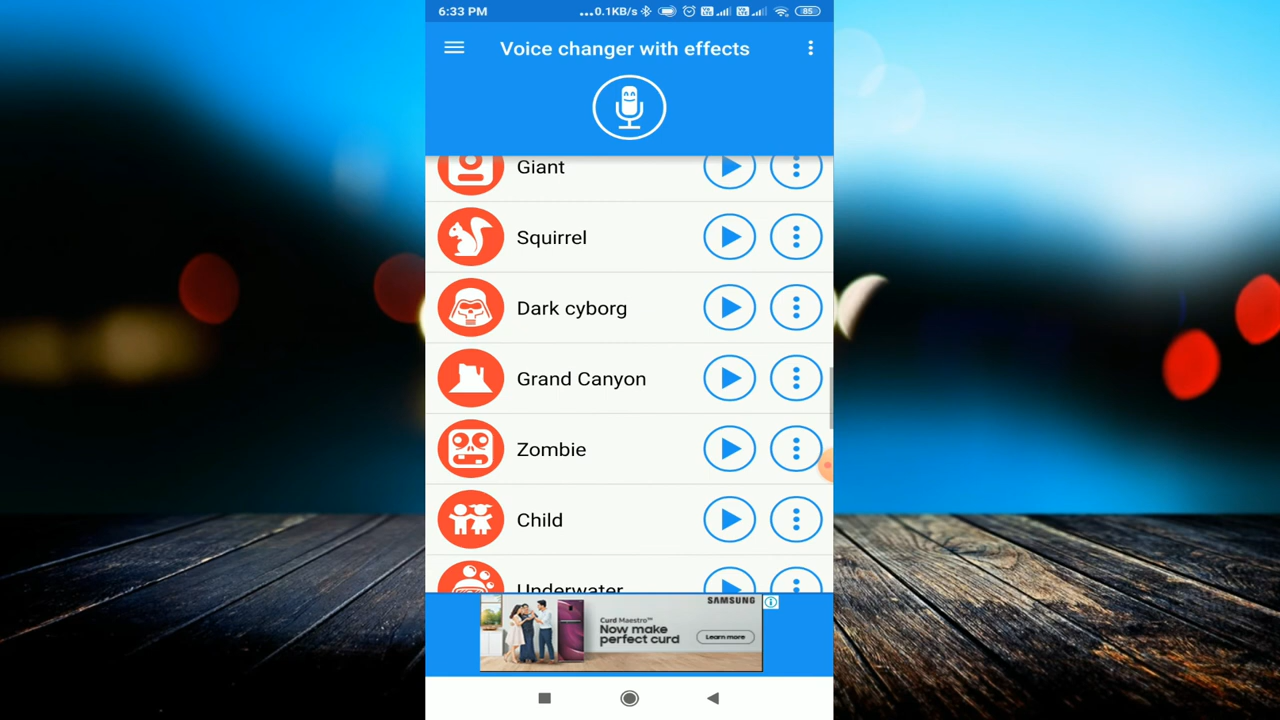 6:33 PM
...0.1KB/s
85
Voice changer with effects
Giant
Squirrel
Dark cyborg
Grand Canyon
Zombie
Child
Underwater
SAMSUNG
Curd Maestro™
Now make
perfect curd
Learn more